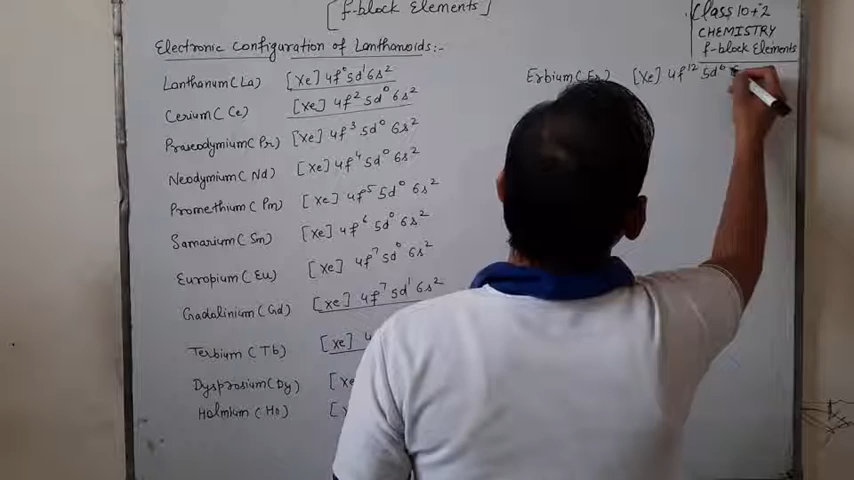 [f-block Elements]
Class 10+2
CHEMISTRY
f-block Elements
Electronic configuration of Lanthanoids:-
Lanthanum (La) [Xe] 4f⁰ 5d¹ 6s²
Cerium (Ce) [Xe] 4f² 5d⁰ 6s²
Praseodymium (Pr) [Xe] 4f³ 5d⁰ 6s²
Neodymium (Nd) [Xe] 4f⁴ 5d⁰ 6s²
Promethium (Pm) [Xe] 4f⁵ 5d⁰ 6s²
Samarium (Sm) [Xe] 4f⁶ 5d⁰ 6s²
Europium (Eu) [Xe] 4f⁷ 5d⁰ 6s²
Gadolinium (Gd) [Xe] 4f⁷ 5d¹ 6s²
Terbium (Tb) [Xe] 4
Dysprosium (Dy) [Xe
Holmium (Ho) [
Erbium (Er) [Xe] 4f¹² 5d⁰